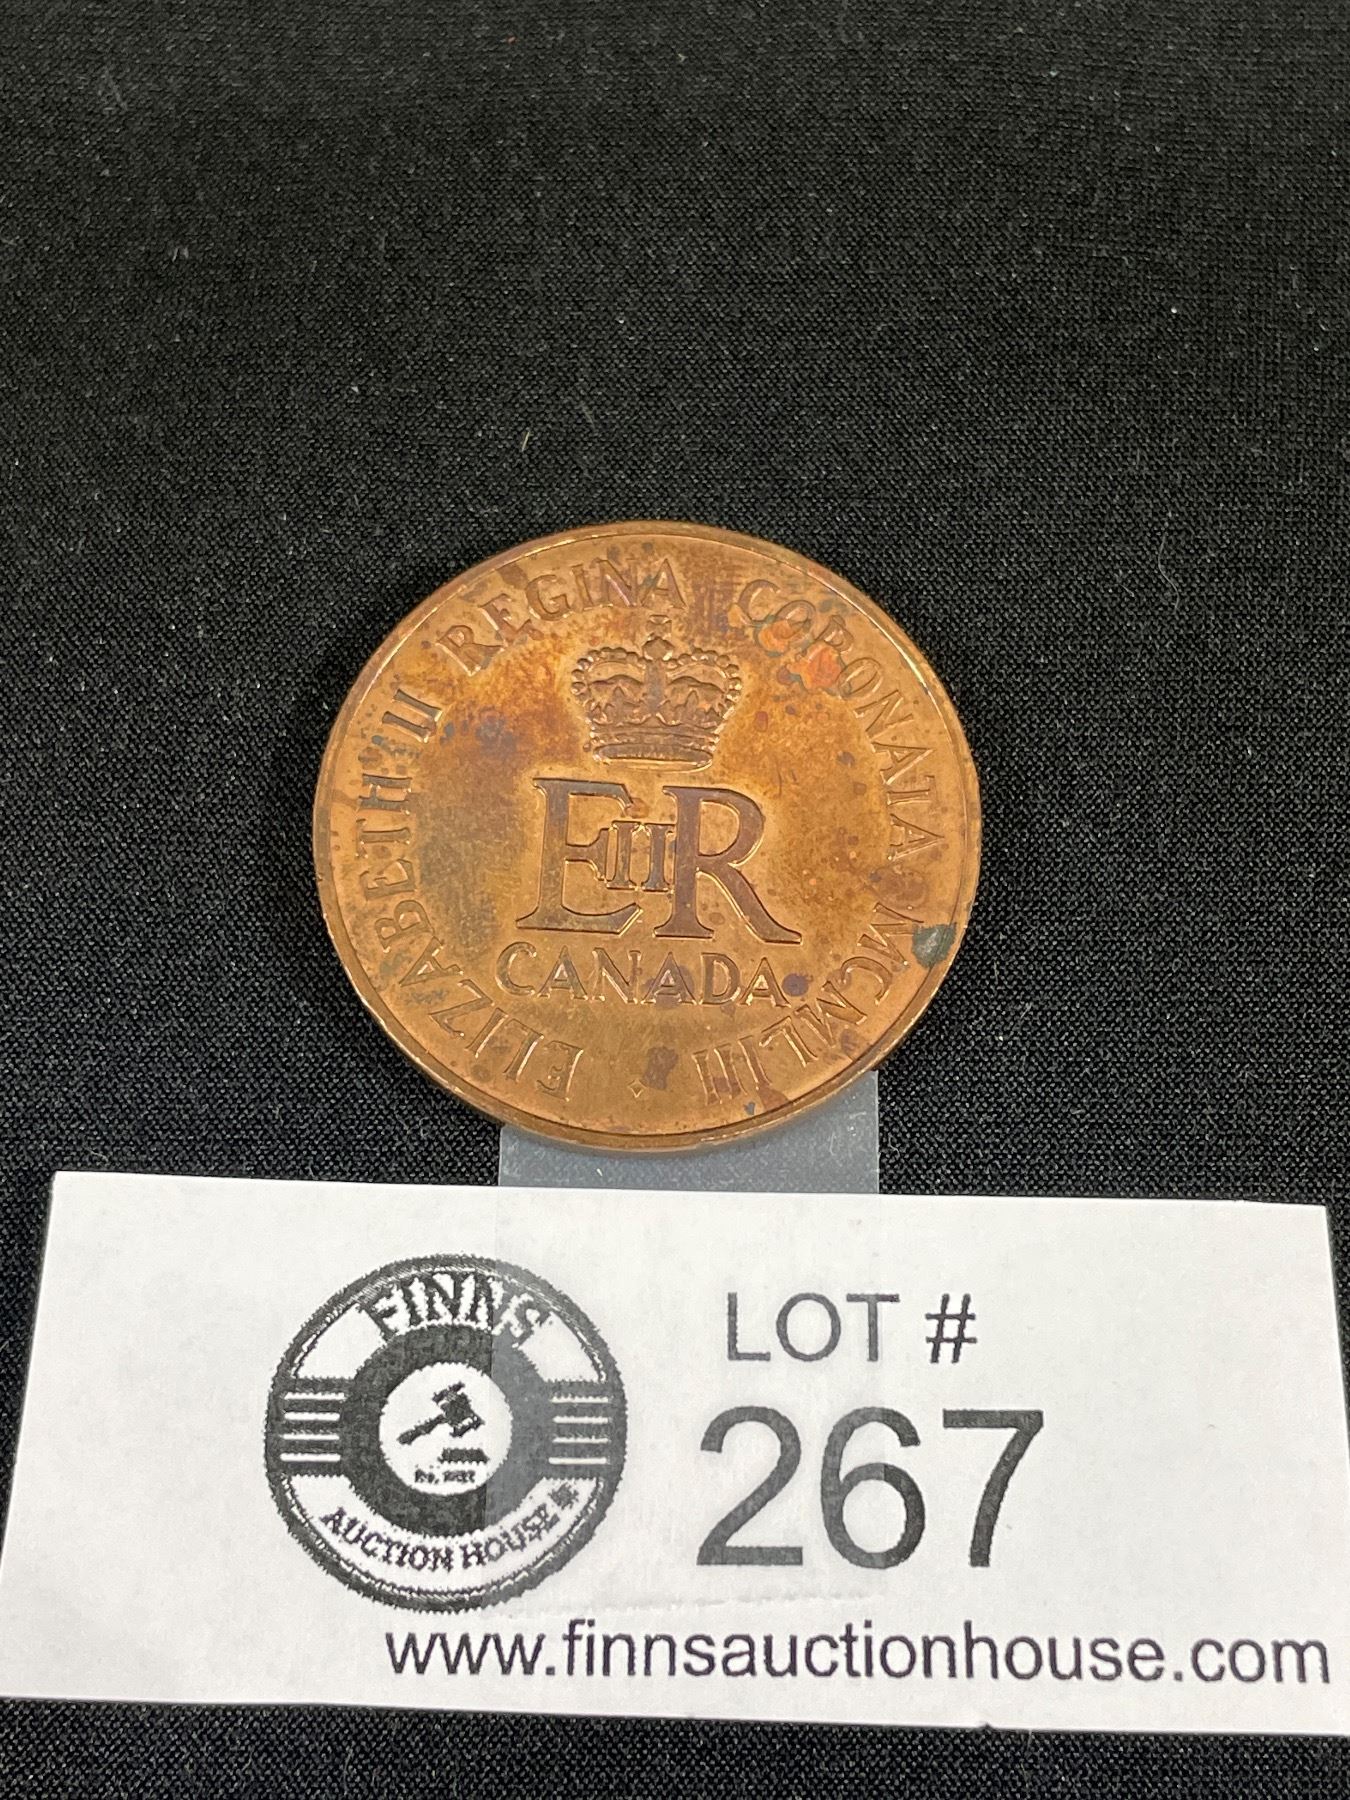 ELIZABETH II REGINA CORONATA MCMLIII
EIIR
CANADA
FINNS
AUCTION HOUSE
LOT #
267
www.finnsauctionhouse.com